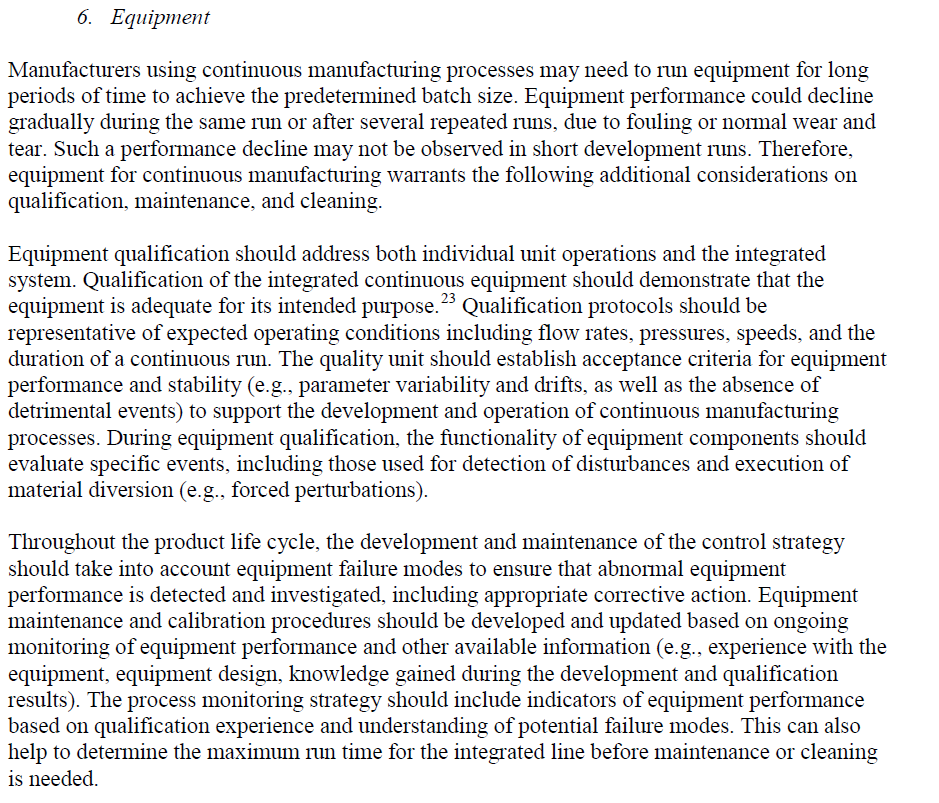 6. Equipment
Manufacturers using continuous manufacturing processes may need to run equipment for long
periods of time to achieve the predetermined batch size. Equipment performance could decline
gradually during the same run or after several repeated runs, due to fouling or normal wear and
tear. Such a performance decline may not be observed in short development runs. Therefore,
equipment for continuous manufacturing warrants the following additional considerations on
qualification, maintenance, and cleaning.
Equipment qualification should address both individual unit operations and the integrated
system. Qualification of the integrated continuous equipment should demonstrate that the
equipment is adequate for its intended purpose.23 Qualification protocols should be
representative of expected operating conditions including flow rates, pressures, speeds, and the
duration of a continuous run. The quality unit should establish acceptance criteria for equipment
performance and stability (e.g., parameter variability and drifts, as well as the absence of
detrimental events) to support the development and operation of continuous manufacturing
processes. During equipment qualification, the functionality of equipment components should
evaluate specific events, including those used for detection of disturbances and execution of
material diversion (e.g., forced perturbations).
Throughout the product life cycle, the development and maintenance of the control strategy
should take into account equipment failure modes to ensure that abnormal equipment
performance is detected and investigated, including appropriate corrective action. Equipment
maintenance and calibration procedures should be developed and updated based on ongoing
monitoring of equipment performance and other available information (e.g., experience with the
equipment, equipment design, knowledge gained during the development and qualification
results). The process monitoring strategy should include indicators of equipment performance
based on qualification experience and understanding of potential failure modes. This can also
help to determine the maximum run time for the integrated line before maintenance or cleaning
is needed.